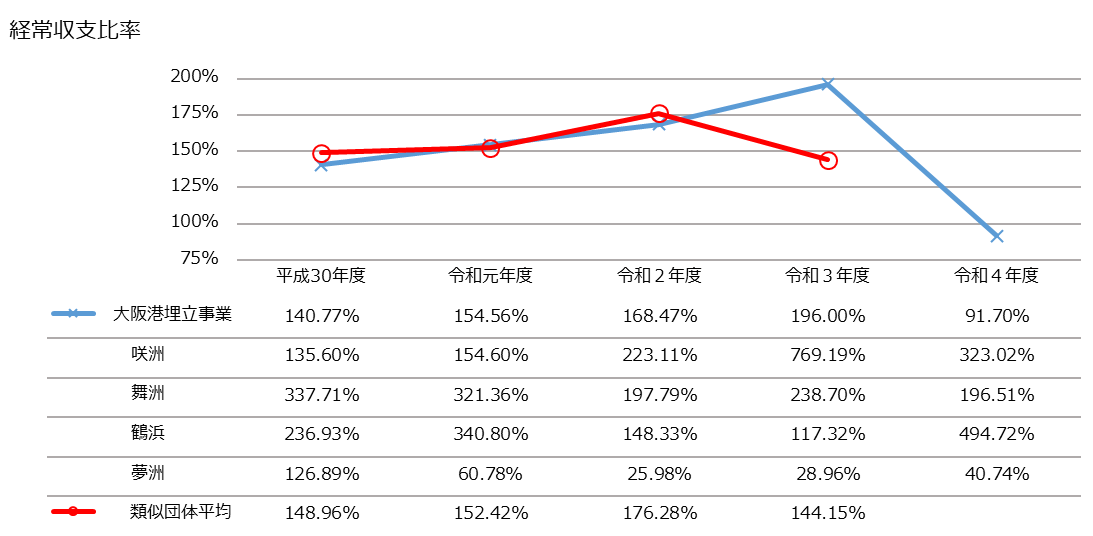 経常収支比率
200%
175%
150%
125%
100%
75%
平成30年度 令和元年度 令和２年度 令和３年度 令和４年度
大阪港埋立事業 140.77% 154.56% 168.47% 196.00% 91.70%
咲洲 135.60% 154.60% 223.11% 769.19% 323.02%
舞洲 337.71% 321.36% 197.79% 238.70% 196.51%
鶴浜 236.93% 340.80% 148.33% 117.32% 494.72%
夢洲 126.89% 60.78% 25.98% 28.96% 40.74%
類似団体平均 148.96% 152.42% 176.28% 144.15%